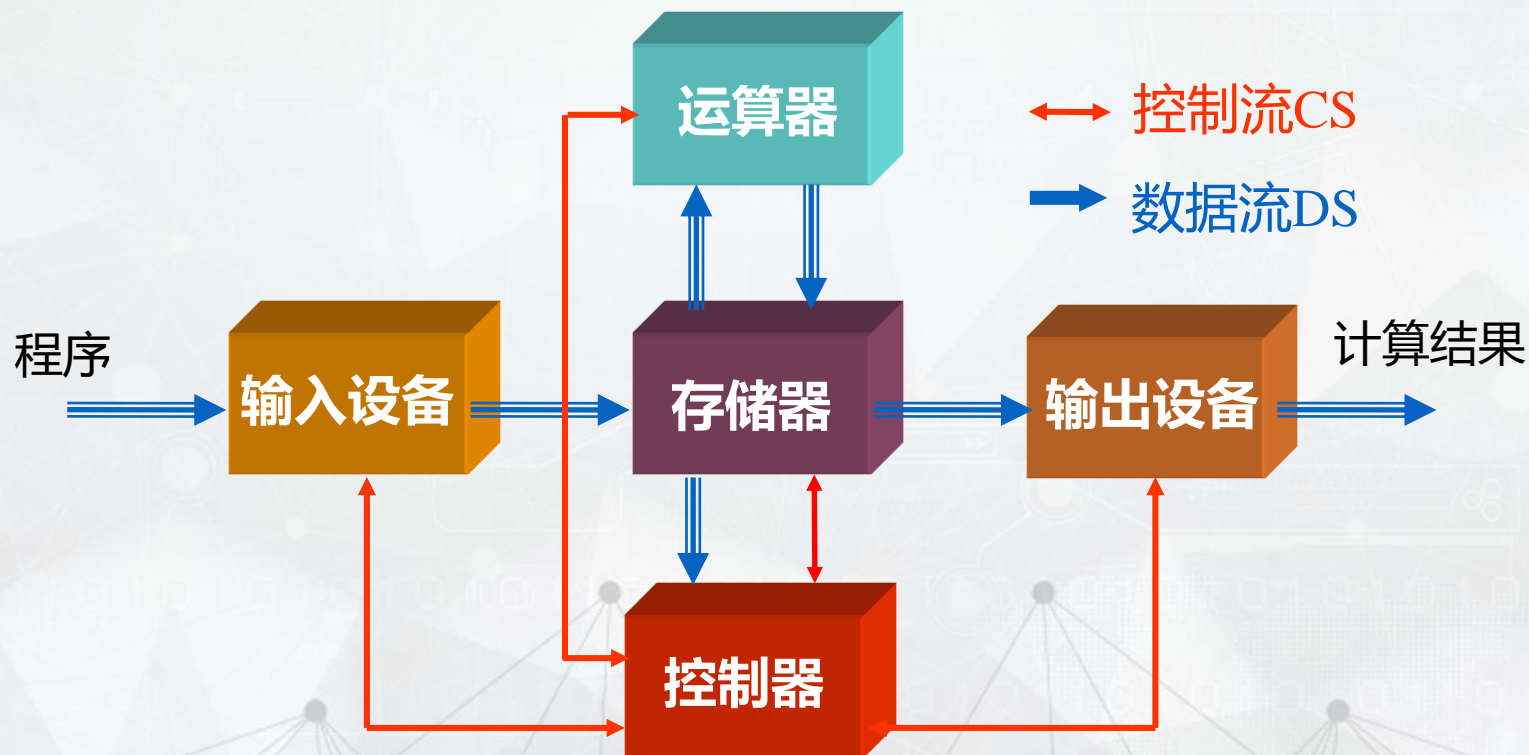 运算器
控制流CS
数据流DS
程序
输入设备
存储器
输出设备
计算结果
控制器